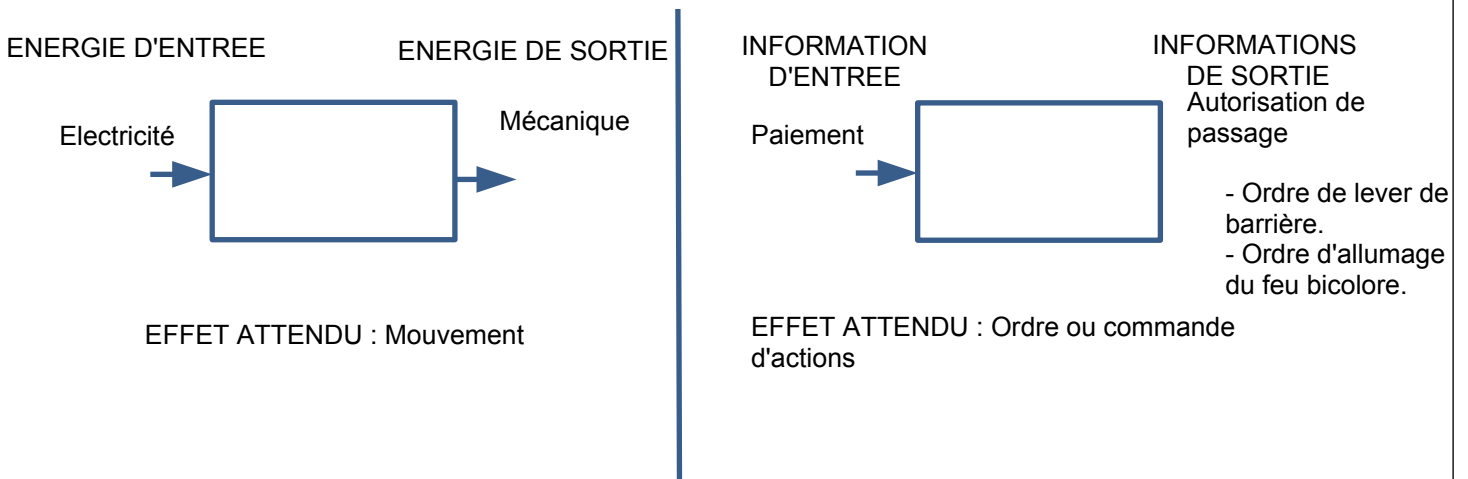 ENERGIE D'ENTREE
ENERGIE DE SORTIE
Electricité
Mécanique
EFFET ATTENDU : Mouvement
INFORMATION
D'ENTREE
INFORMATIONS
DE SORTIE
Paiement
Autorisation de
passage
- Ordre de lever de
barrière.
- Ordre d'allumage
du feu bicolore.
EFFET ATTENDU : Ordre ou commande
d'actions